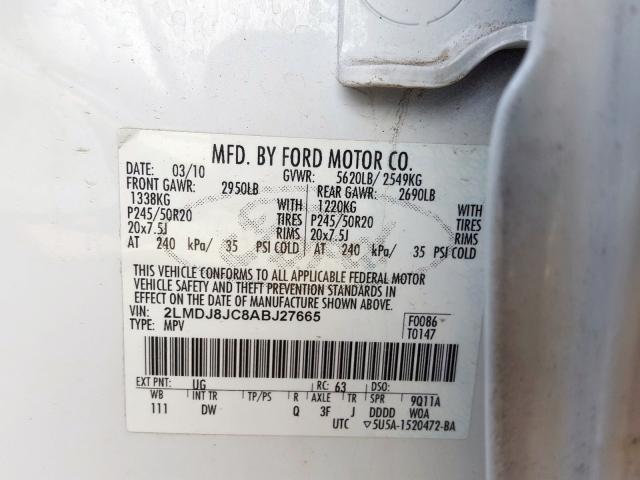 MFD. BY FORD MOTOR CO.
DATE: 03/10 GVWR: 5620LB/ 2549KG
FRONT GAWR: 2950LB REAR GAWR: 2690LB
1338KG WITH 1220KG WITH
P245/50R20 TIRES P245/50R20 TIRES
20x7.5J RIMS 20x7.5J RIMS
AT 240 kPa/ 35 PSI COLD AT 240 kPa/ 35 PSI COLD
THIS VEHICLE CONFORMS TO ALL APPLICABLE FEDERAL MOTOR
VEHICLE SAFETY AND THEFT PREVENTION STANDARDS IN
EFFECT ON THE DATE OF MANUFACTURE SHOWN ABOVE.
VIN: 2LMDJ8JC8ABJ27665 F0086
TYPE: MPV T0147
EXT PNT: UG RC: 63 DSO:
WB INT TR TP/PS R AXLE TR SPR 9Q11A
111 DW Q 3F J DDDD WOA
UTC ▽5U5A-1520472-BA